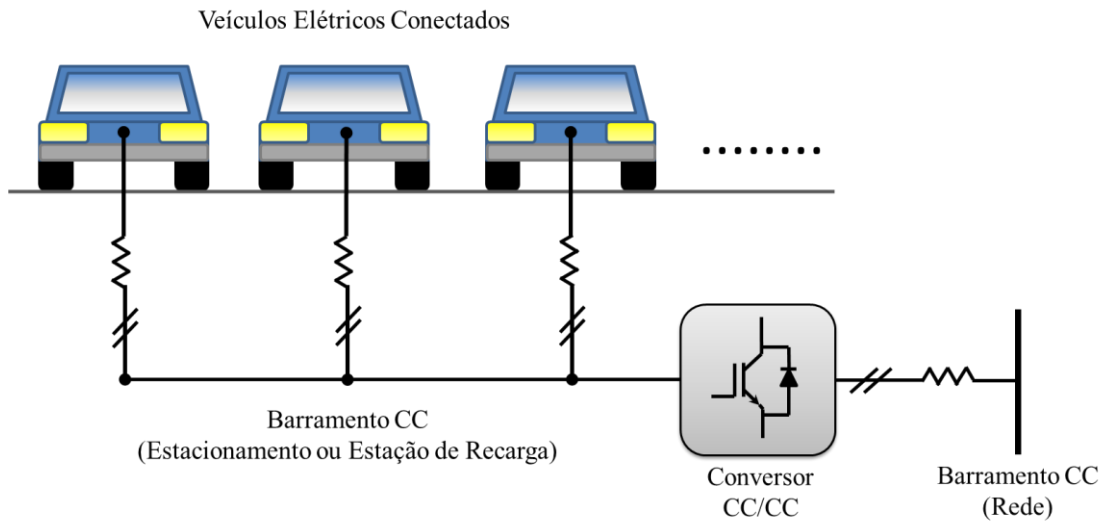 Veículos Elétricos Conectados
Barramento CC
(Estacionamento ou Estação de Recarga)
Conversor
CC/CC
Barramento CC
(Rede)